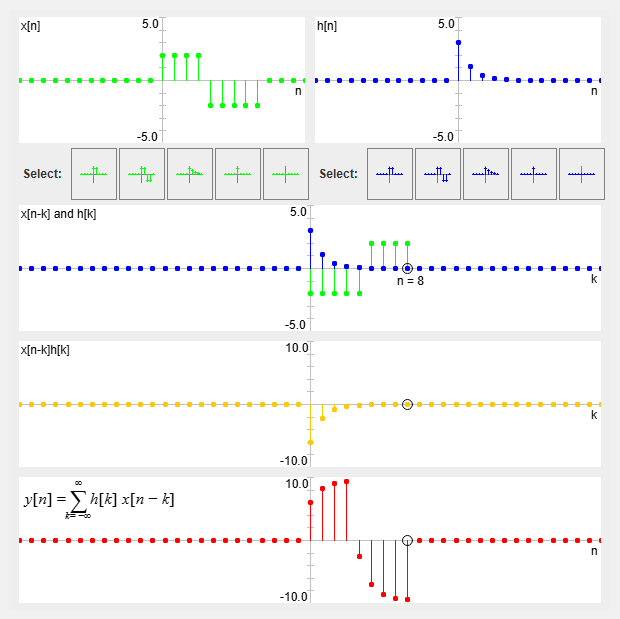 x[n]
5.0
n
-5.0
h[n]
5.0
n
-5.0
Select:
Select:
x[n-k] and h[k]
5.0
k
n = 8
-5.0
x[n-k]h[k]
10.0
k
-10.0
y[n] = ∑ h[k] x[n − k]
∞
k= −∞
10.0
n
-10.0